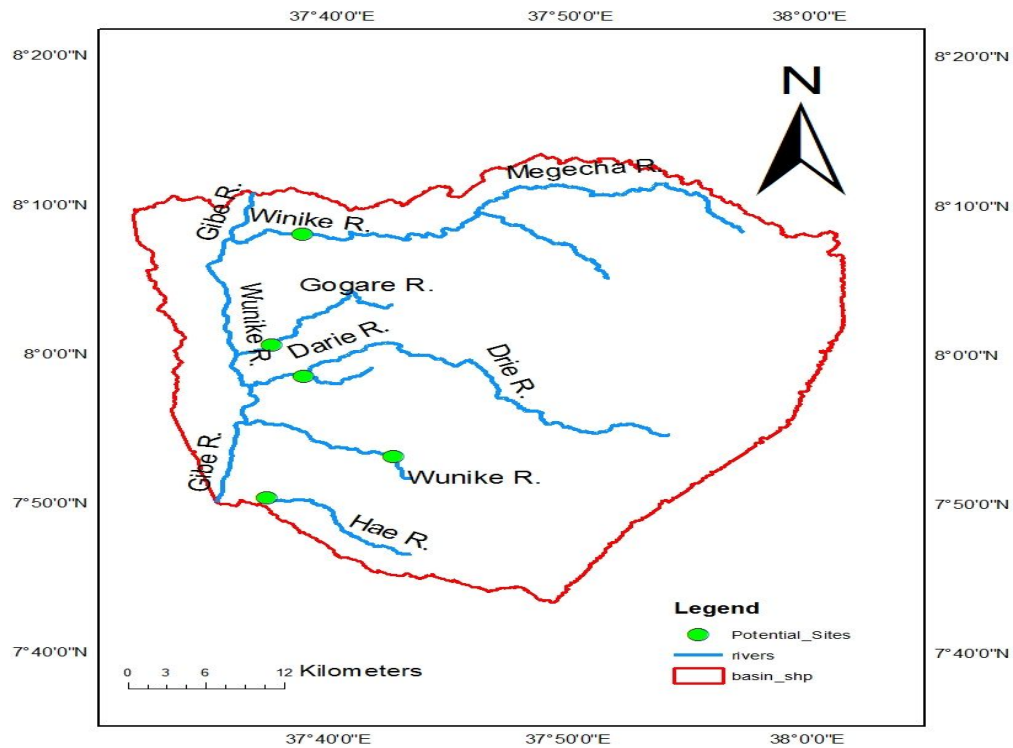 37°40'0"E 37°50'0"E 38°0'0"E
8°20'0"N 8°20'0"N
N
Megecha R.
8°10'0"N 8°10'0"N
Gibe R.
Winike R.
Gogare R.
Wunike R.
Darie R.
8°0'0"N 8°0'0"N
Drie R.
Gibe R.
Wunike R.
7°50'0"N 7°50'0"N
Hae R.
Legend
Potential_Sites
rivers
basin_shp
7°40'0"N 7°40'0"N
0 3 6 12 Kilometers
37°40'0"E 37°50'0"E 38°0'0"E